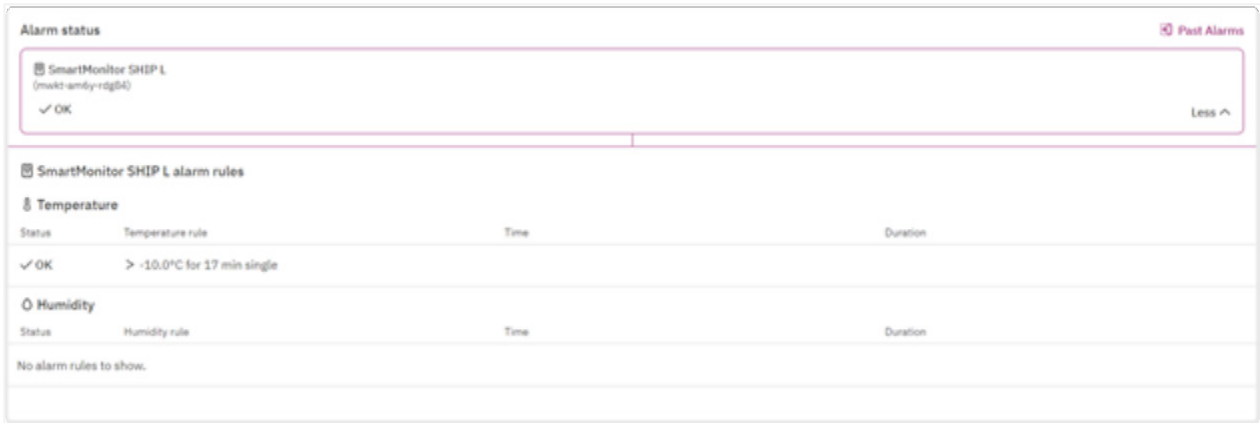 Alarm status
Past Alarms
SmartMonitor SHIP L
(mwkt-am6y-rdg84)
OK
Less
SmartMonitor SHIP L alarm rules
Temperature
Status Temperature rule Time Duration
OK > -10.0°C for 17 min single
Humidity
Status Humidity rule Time Duration
No alarm rules to show.